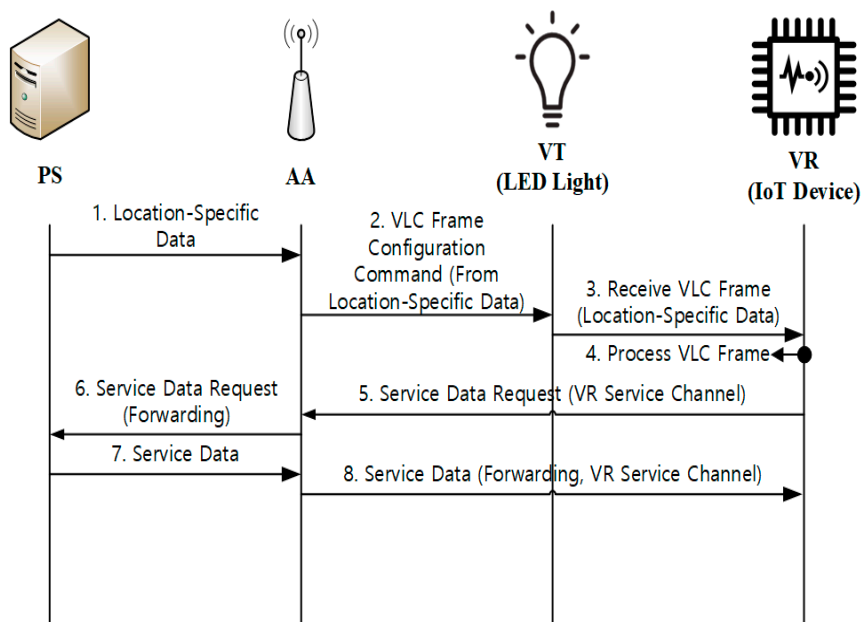 PS
AA
VT
(LED Light)
VR
(IoT Device)
1. Location-Specific
Data
2. VLC Frame
Configuration
Command (From
Location-Specific Data)
3. Receive VLC Frame
(Location-Specific Data)
4. Process VLC Frame
5. Service Data Request (VR Service Channel)
6. Service Data Request
(Forwarding)
7. Service Data
8. Service Data (Forwarding, VR Service Channel)